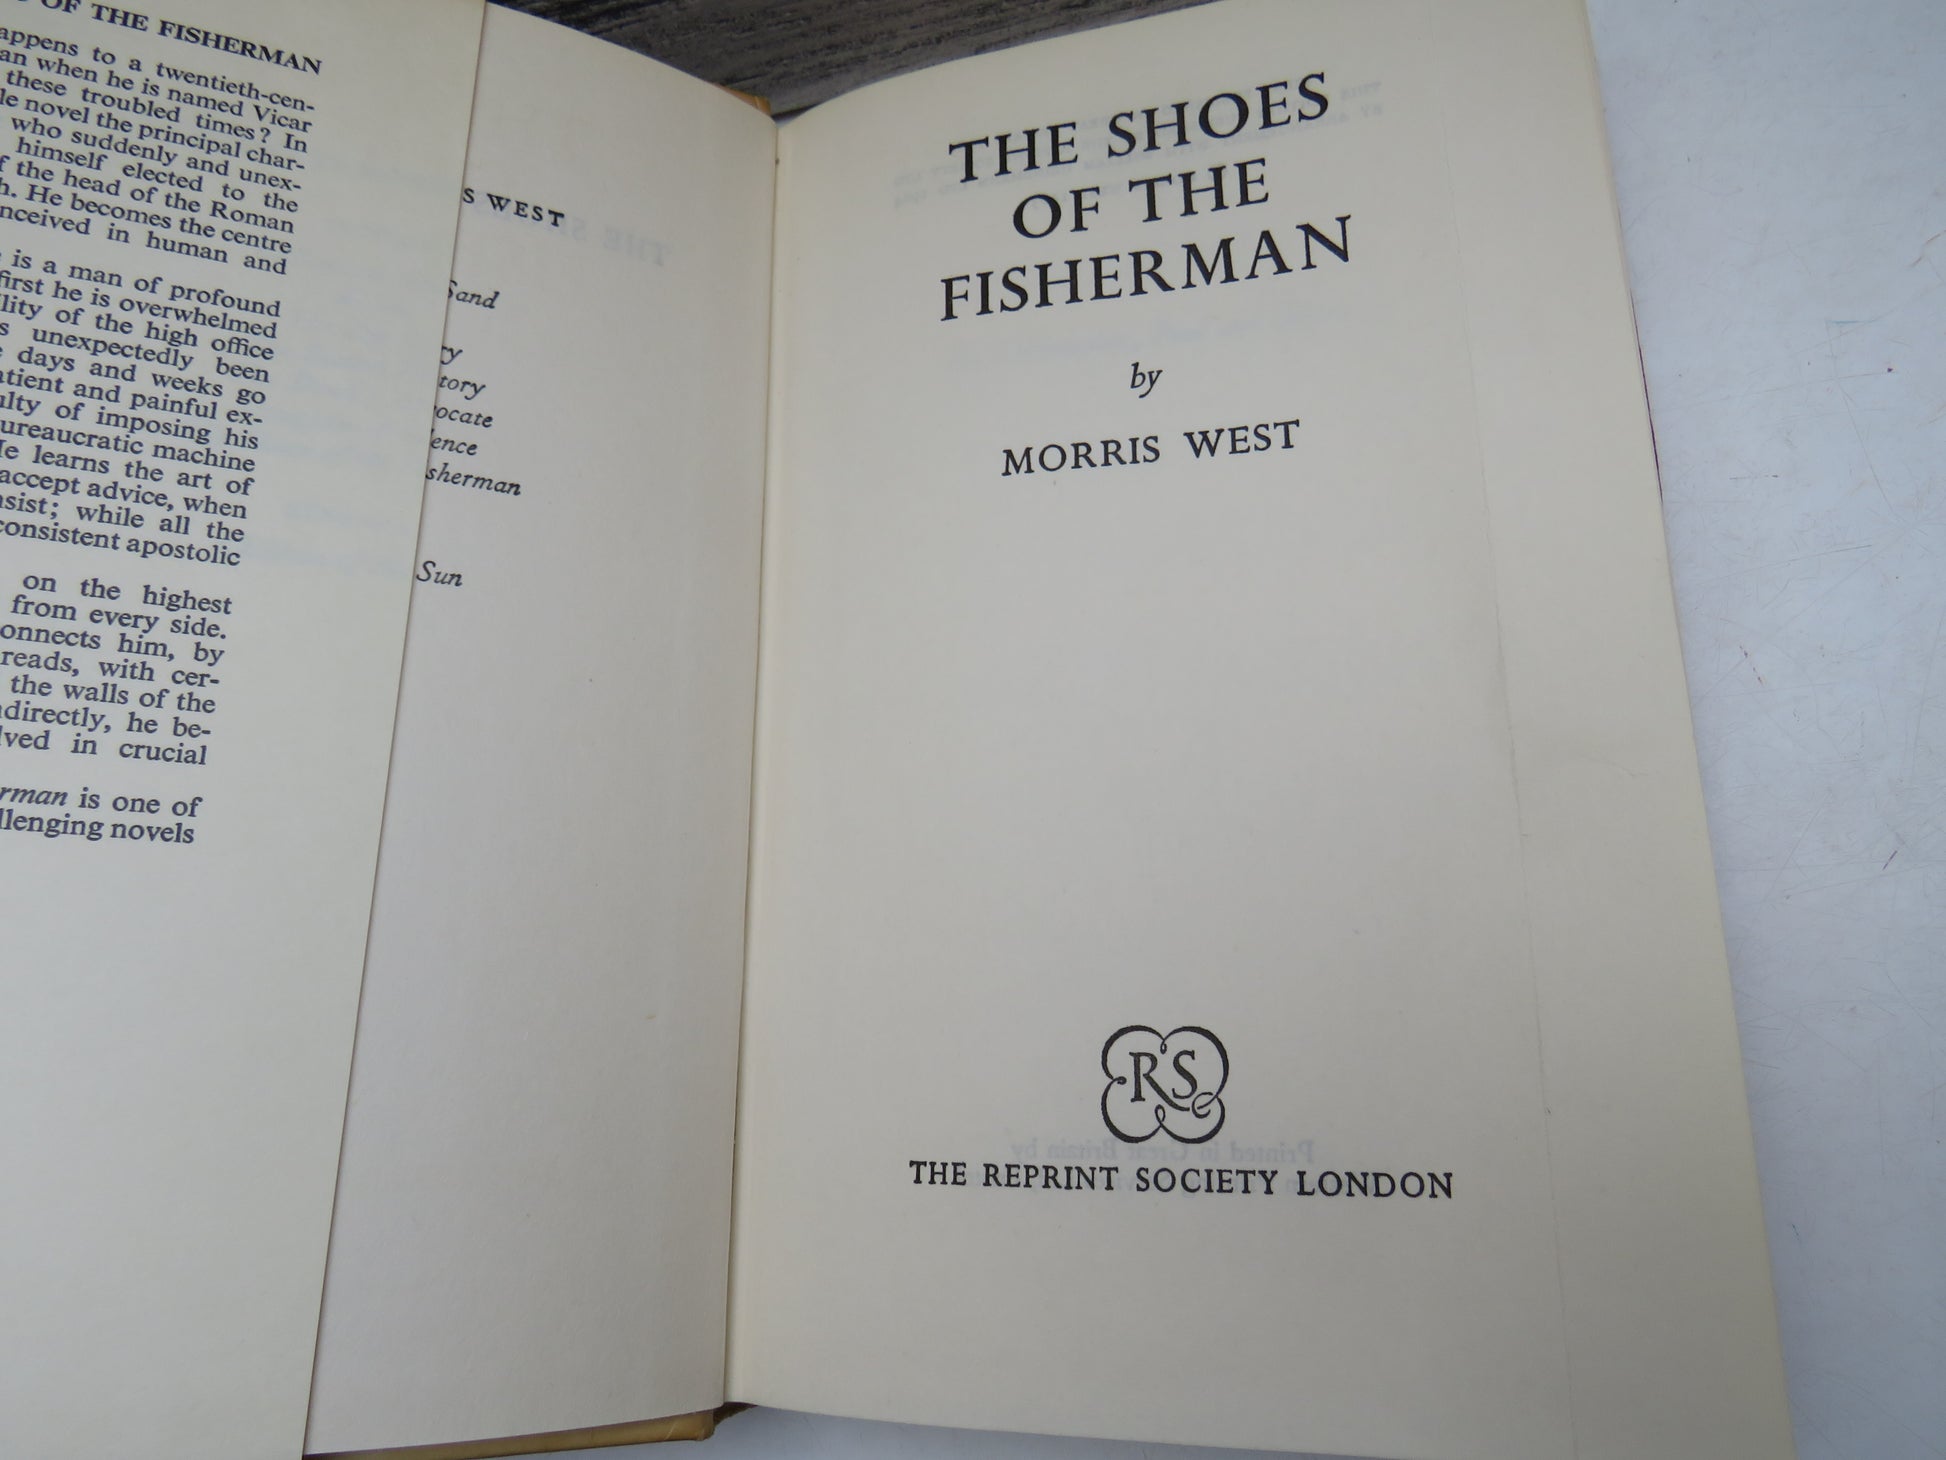 OF THE FISHERMAN
appens to a twentieth-cen-
an when he is named Vicar
these troubled times? In
le novel the principal char-
who suddenly and unex-
himself elected to the
f the head of the Roman
h. He becomes the centre
nceived in human and
is a man of profound
first he is overwhelmed
ility of the high office
s unexpectedly been
days and weeks go
atient and painful ex-
ulty of imposing his
ureaucratic machine
He learns the art of
accept advice, when
nsist; while all the
consistent apostolic
on the highest
from every side.
onnects him, by
reads, with cer-
the walls of the
ndirectly, he be-
lved in crucial
rman is one of
llenging novels
S WEST
Sand
ry
tory
vocate
lence
sherman
Sun
THE SHOES
OF THE
FISHERMAN
by
MORRIS WEST
RS
THE REPRINT SOCIETY LONDON